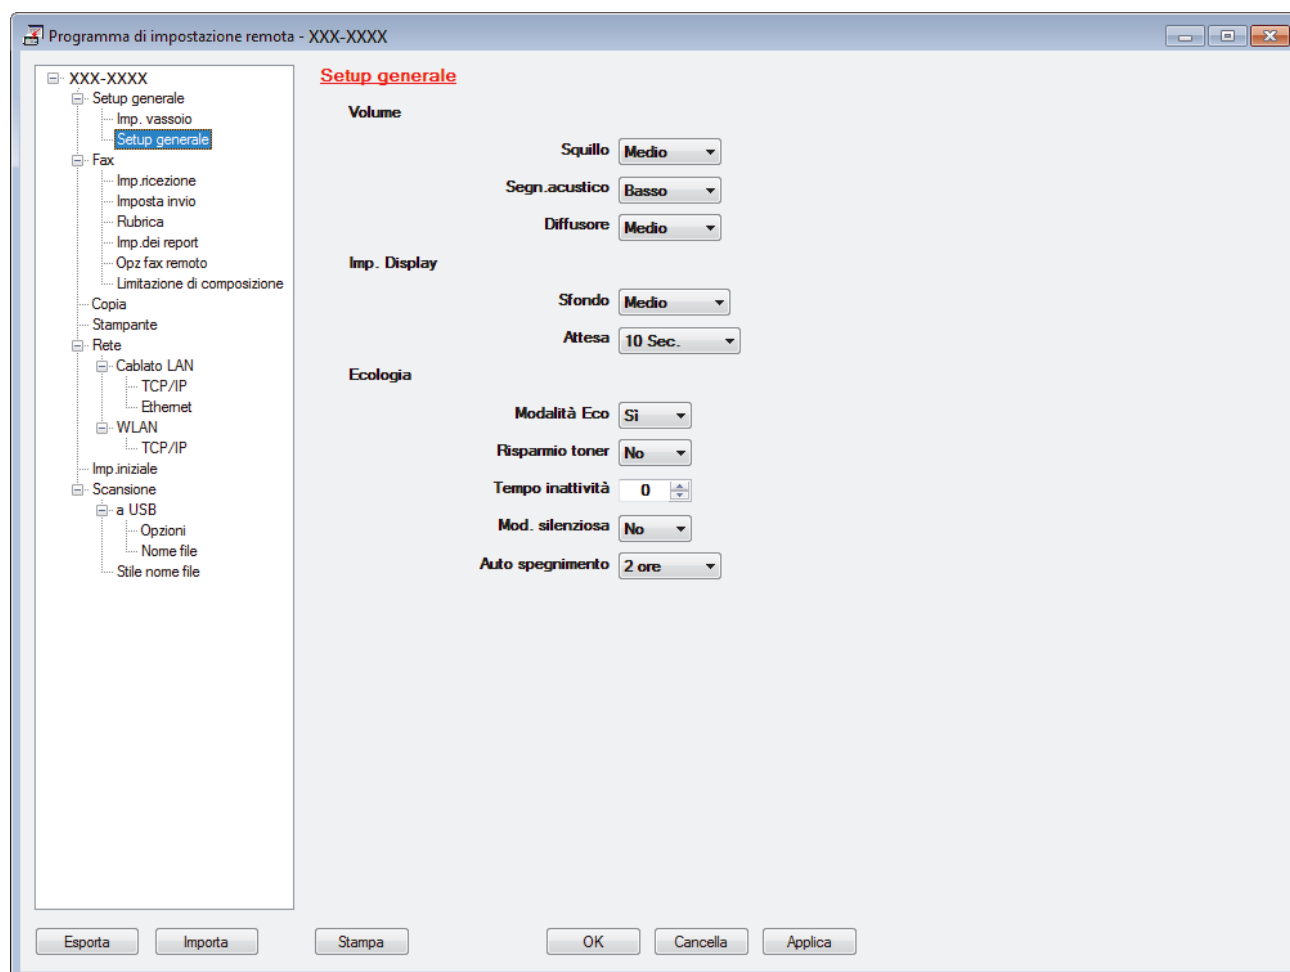 Programma di impostazione remota - XXX-XXXX
XXX-XXXX
Setup generale
Imp. vassoio
Setup generale
Fax
Imp.ricezione
Imposta invio
Rubrica
Imp.dei report
Opz fax remoto
Limitazione di composizione
Copia
Stampante
Rete
Cablato LAN
TCP/IP
Ethernet
WLAN
TCP/IP
Imp.iniziale
Scansione
a USB
Opzioni
Nome file
Stile nome file
Setup generale
Volume
Squillo Medio
Segn.acustico Basso
Diffusore Medio
Imp. Display
Sfondo Medio
Attesa 10 Sec.
Ecologia
Modalità Eco Sì
Risparmio toner No
Tempo inattività 0
Mod. silenziosa No
Auto spegnimento 2 ore
Esporta Importa Stampa OK Cancella Applica